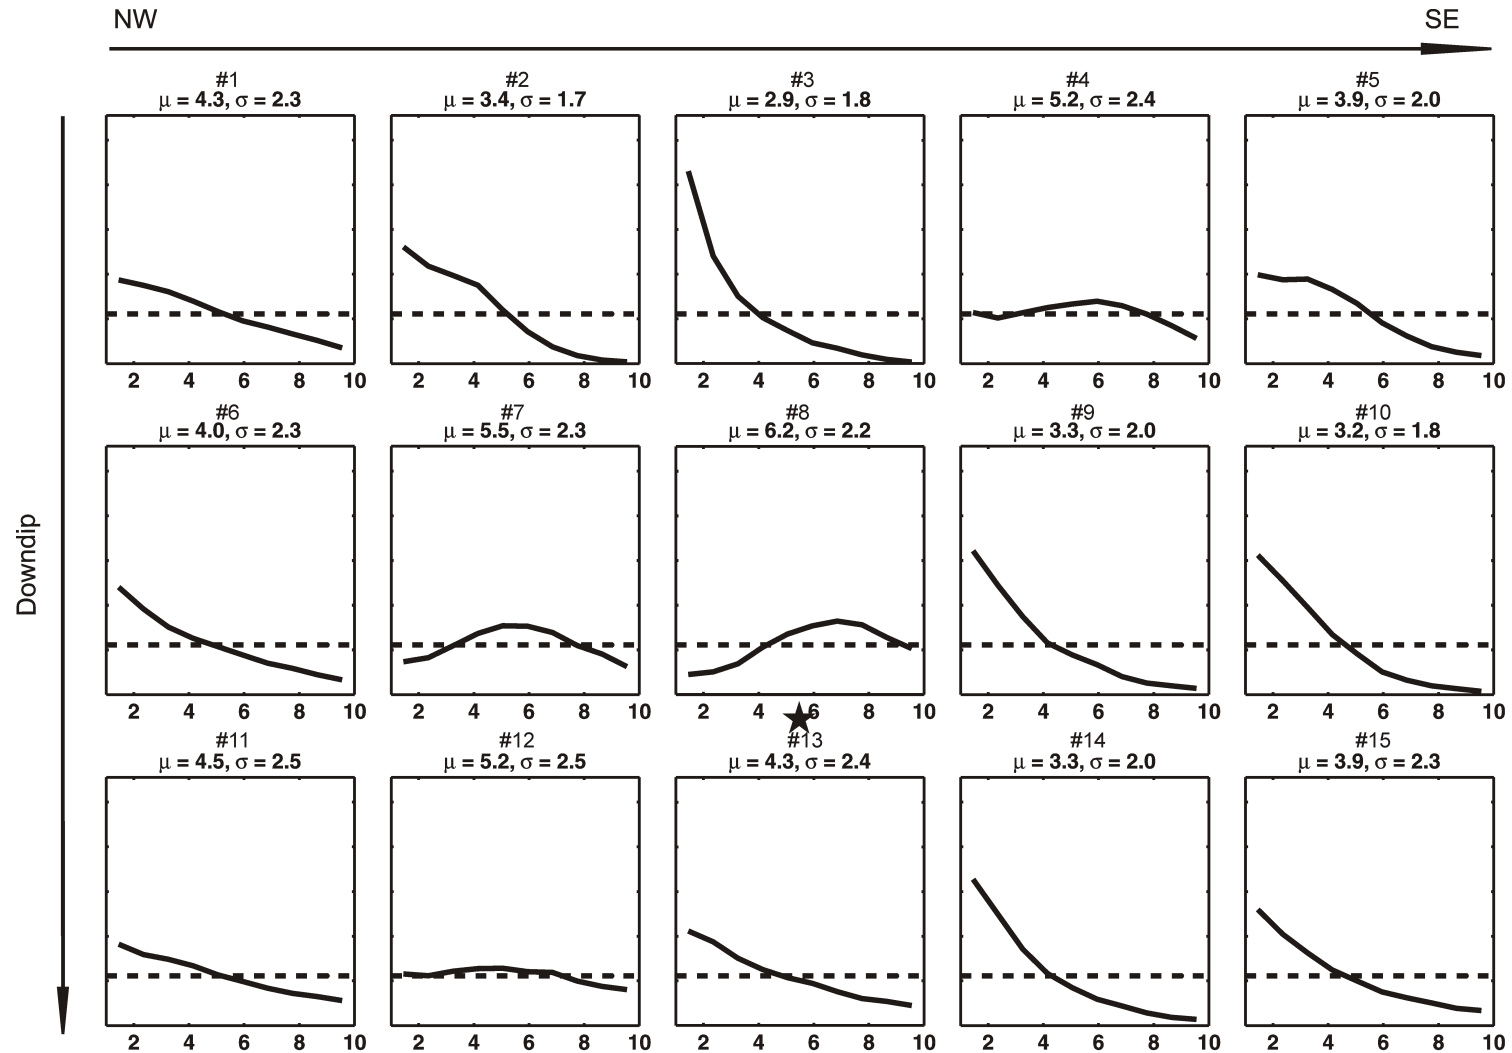 NW SE
#1 #2 #3 #4 #5
μ = 4.3, σ = 2.3 μ = 3.4, σ = 1.7 μ = 2.9, σ = 1.8 μ = 5.2, σ = 2.4 μ = 3.9, σ = 2.0
2 4 6 8 10 2 4 6 8 10 2 4 6 8 10 2 4 6 8 10 2 4 6 8 10
#6 #7 #8 #9 #10
μ = 4.0, σ = 2.3 μ = 5.5, σ = 2.3 μ = 6.2, σ = 2.2 μ = 3.3, σ = 2.0 μ = 3.2, σ = 1.8
Downdip
2 4 6 8 10 2 4 6 8 10 2 4 6 8 10 2 4 6 8 10 2 4 6 8 10
#11 #12 #13 #14 #15
μ = 4.5, σ = 2.5 μ = 5.2, σ = 2.5 μ = 4.3, σ = 2.4 μ = 3.3, σ = 2.0 μ = 3.9, σ = 2.3
2 4 6 8 10 2 4 6 8 10 2 4 6 8 10 2 4 6 8 10 2 4 6 8 10